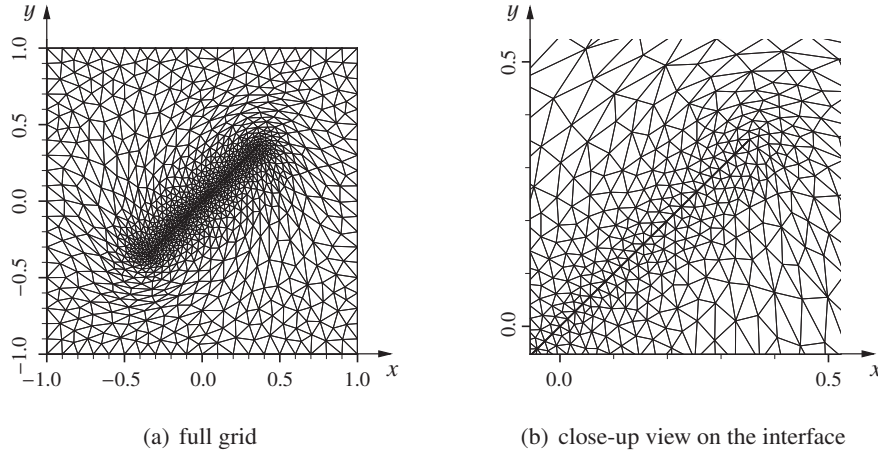 y
y
1.0
0.5
0.0
−0.5
−1.0
−1.0 −0.5 0.0 0.5 1.0
x
0.5
0.0
0.0 0.5
x
(a) full grid
(b) close-up view on the interface